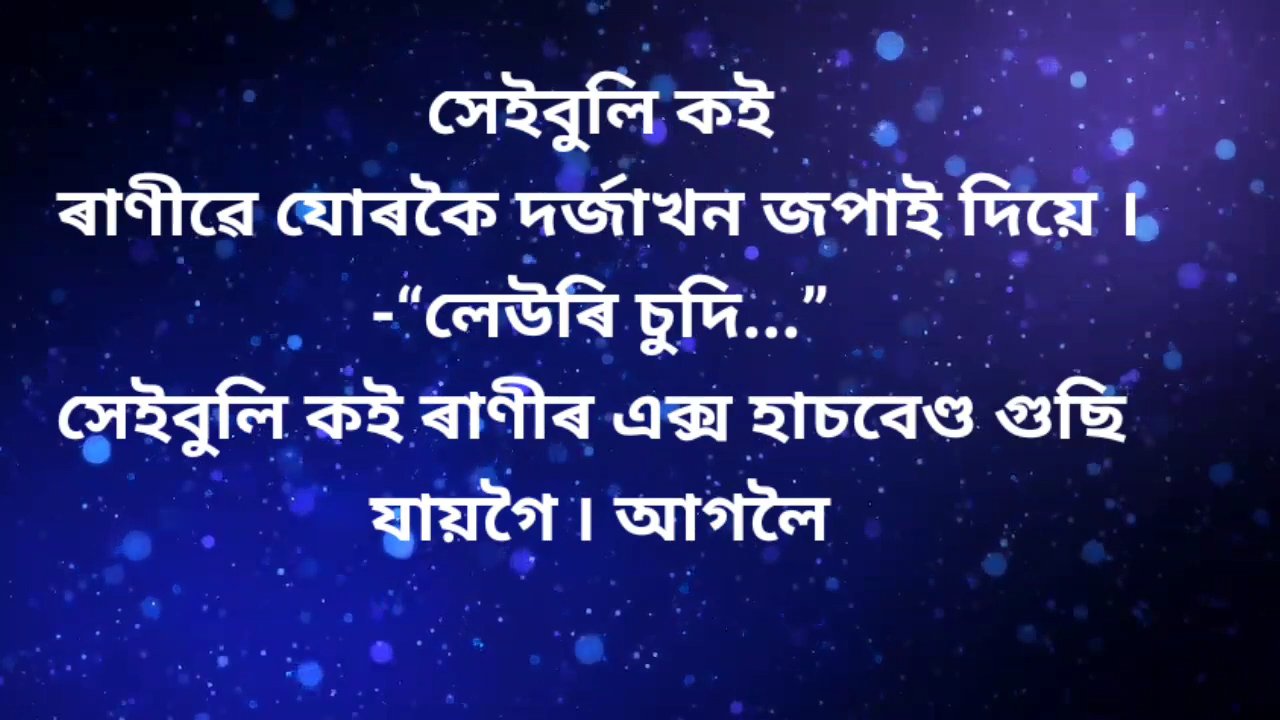 সেইবুলি কই
ৰাণীৱে যোৰকৈ দৰ্জাখন জপাই দিয়ে ।
-“লেউৰি চুদি...”
সেইবুলি কই ৰাণীৰ এক্স হাচবেণ্ড গুছি
যায়গৈ । আগলৈ